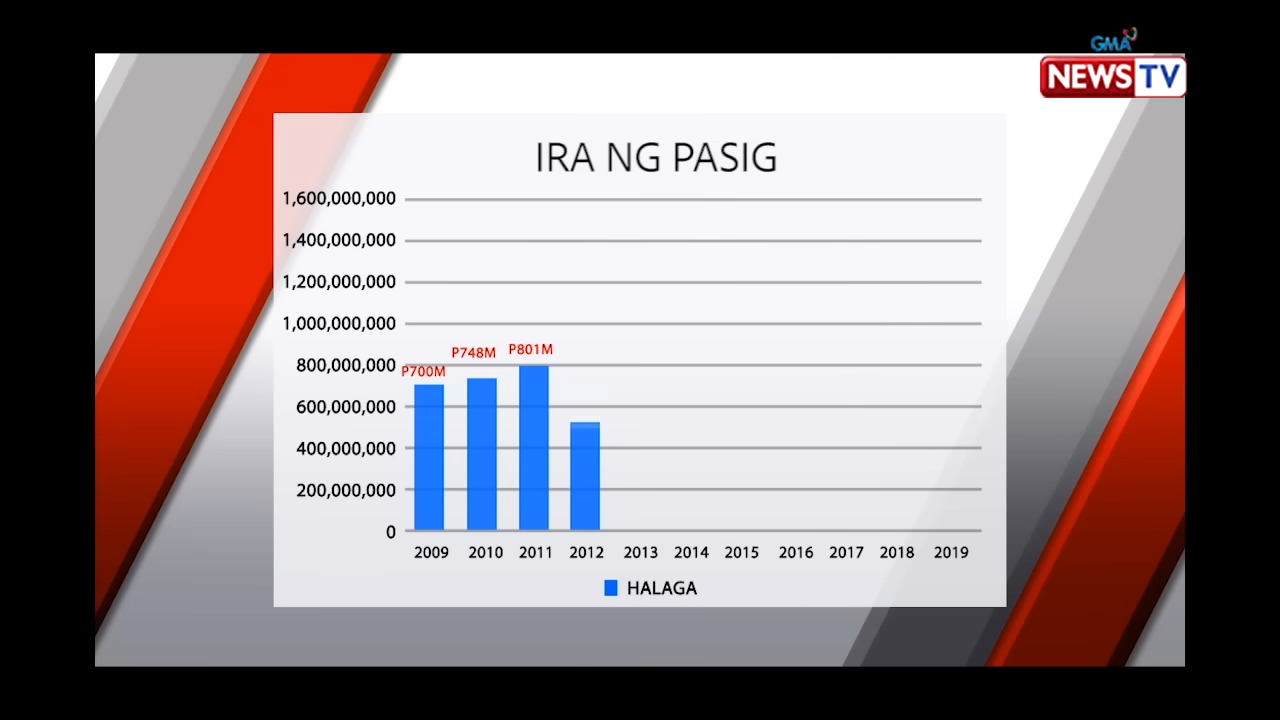 GMA
NEWS TV
IRA NG PASIG
1,600,000,000
1,400,000,000
1,200,000,000
1,000,000,000
800,000,000
600,000,000
400,000,000
200,000,000
0
P700M
P748M
P801M
2009 2010 2011 2012 2013 2014 2015 2016 2017 2018 2019
HALAGA